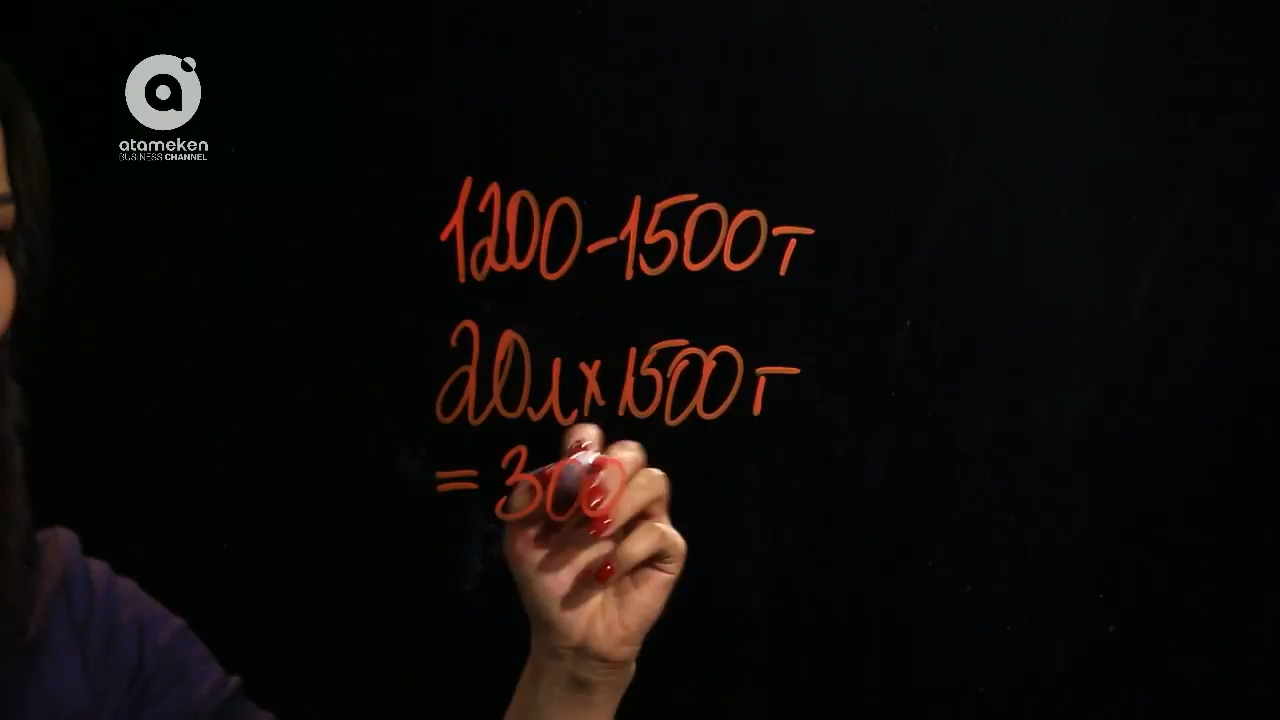 atameken
BUSINESS CHANNEL
1200-1500т
20л x 1500т
= 300